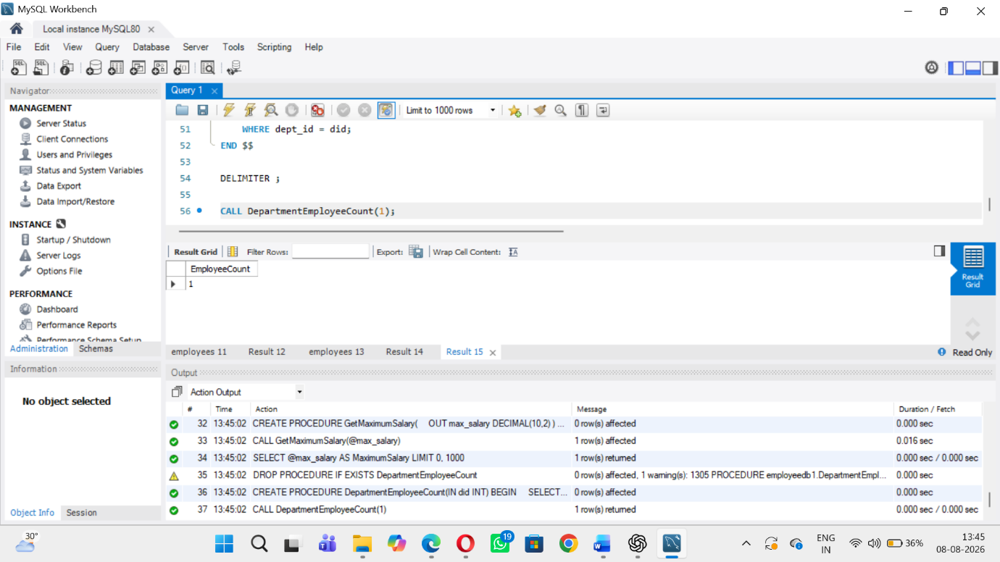 MySQL Workbench
Local instance MySQL80
File Edit View Query Database Server Tools Scripting Help
Navigator
MANAGEMENT
Server Status
Client Connections
Users and Privileges
Status and System Variables
Data Export
Data Import/Restore
INSTANCE
Startup / Shutdown
Server Logs
Options File
PERFORMANCE
Dashboard
Performance Reports
Performance Schema Setup
Administration Schemas
Information
No object selected
Object Info Session
Query 1
Limit to 1000 rows
51 WHERE dept_id = did;
52 END $$
53
54 DELIMITER ;
55
56 CALL DepartmentEmployeeCount(1);
Result Grid Filter Rows: Export: Wrap Cell Content:
EmployeeCount
1
Result Grid
employees 11 Result 12 employees 13 Result 14 Result 15
Read Only
Output
Action Output
# Time Action Message Duration / Fetch
32 13:45:02 CREATE PROCEDURE GetMaximumSalary( OUT max_salary DECIMAL(10,2) ) ... 0 row(s) affected 0.000 sec
33 13:45:02 CALL GetMaximumSalary(@max_salary) 1 row(s) affected 0.016 sec
34 13:45:02 SELECT @max_salary AS MaximumSalary LIMIT 0, 1000 1 row(s) returned 0.000 sec / 0.000 sec
35 13:45:02 DROP PROCEDURE IF EXISTS DepartmentEmployeeCount 0 row(s) affected, 1 warning(s): 1305 PROCEDURE employeedb1.DepartmentEmpl... 0.000 sec
36 13:45:02 CREATE PROCEDURE DepartmentEmployeeCount(IN did INT) BEGIN SELECT... 0 row(s) affected 0.000 sec
37 13:45:02 CALL DepartmentEmployeeCount(1) 1 row(s) returned 0.000 sec / 0.000 sec
30°
19
ENG
IN
36%
13:45
08-08-2026